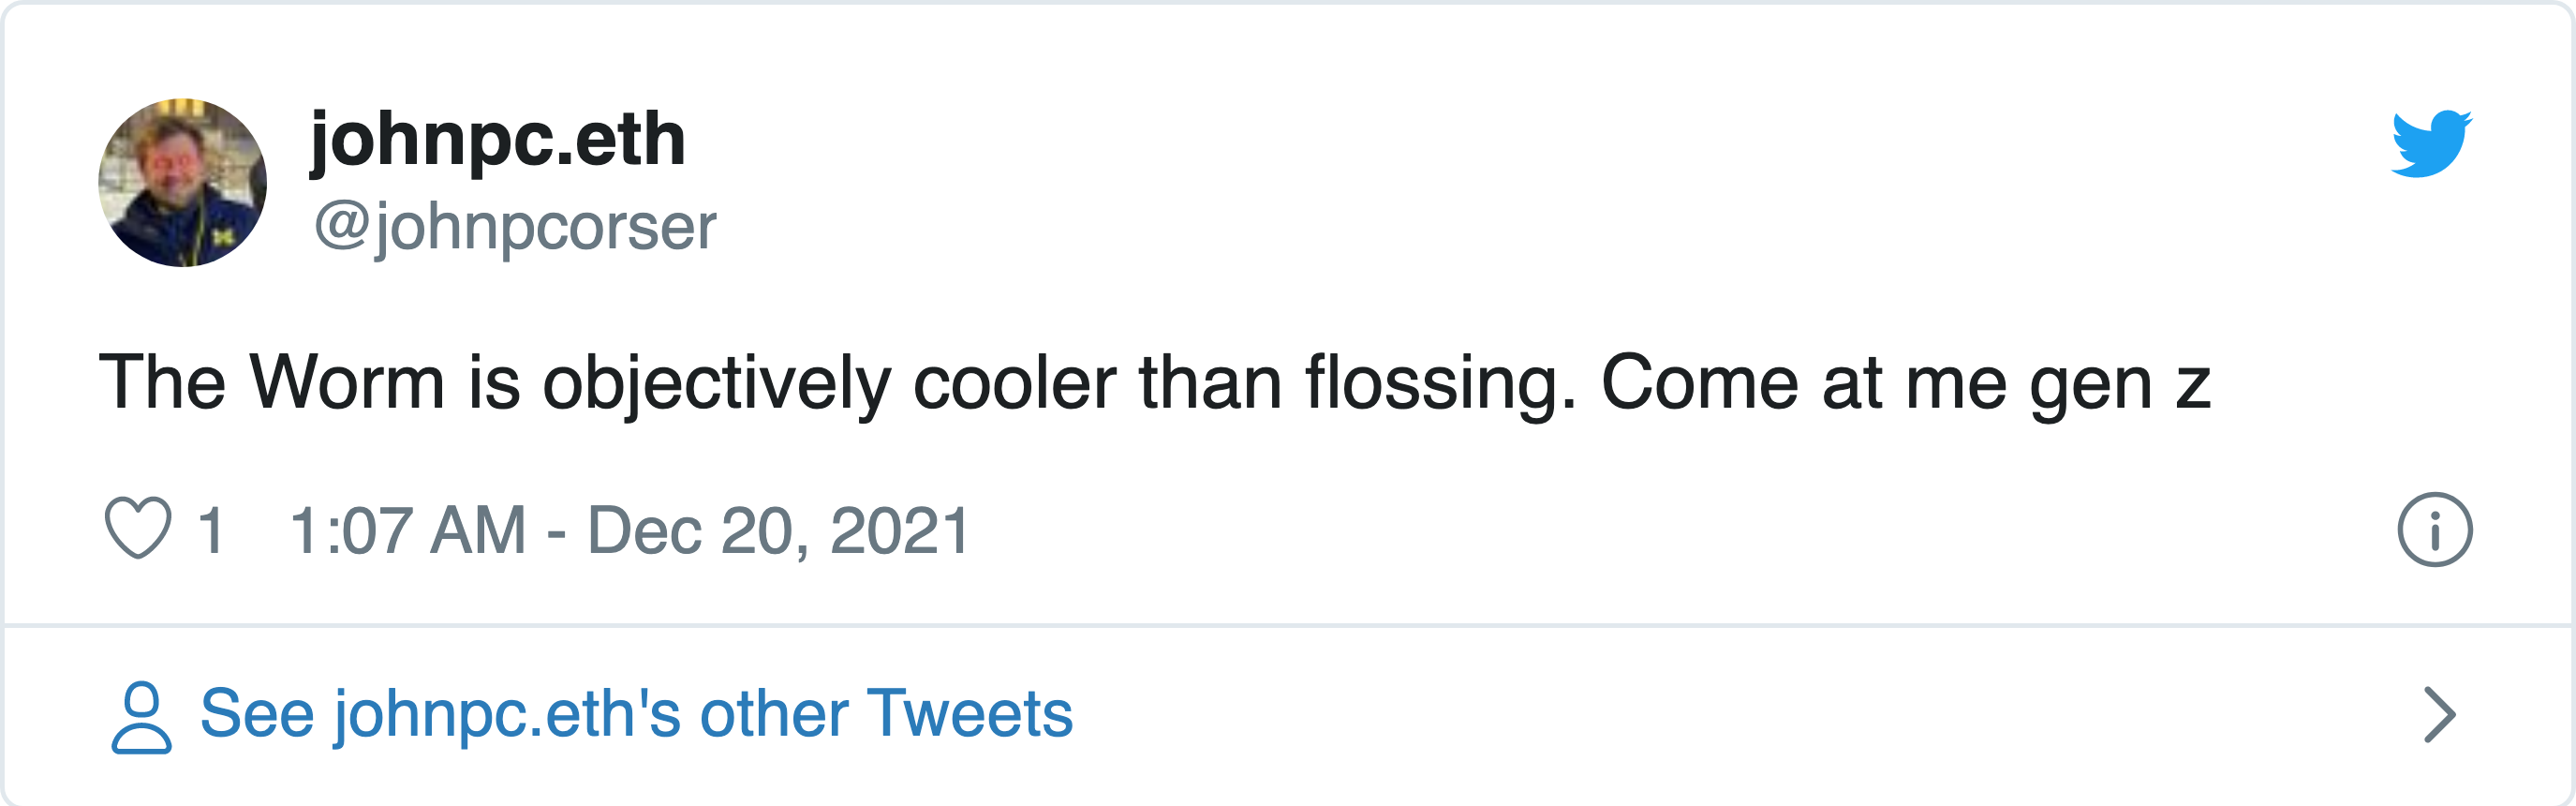 johnpc.eth
@johnpcorser
The Worm is objectively cooler than flossing. Come at me gen z
1 1:07 AM - Dec 20, 2021
See johnpc.eth's other Tweets